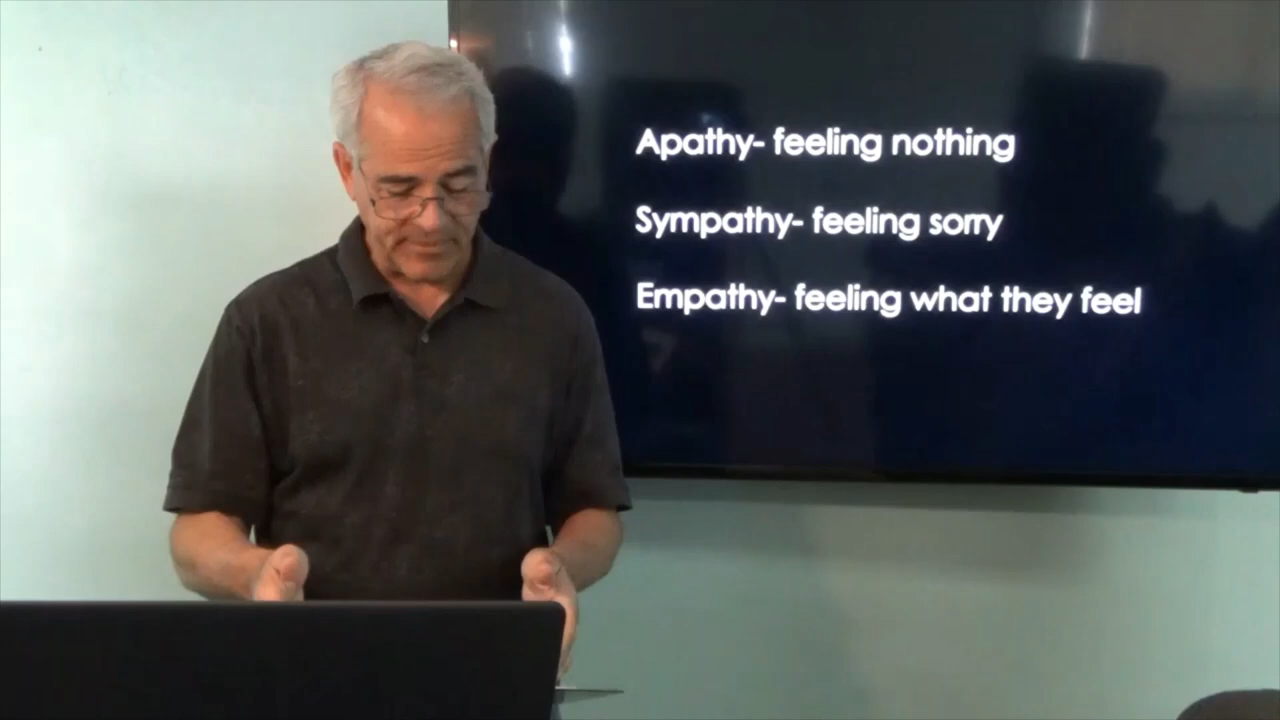 Apathy- feeling nothing
Sympathy- feeling sorry
Empathy- feeling what they feel